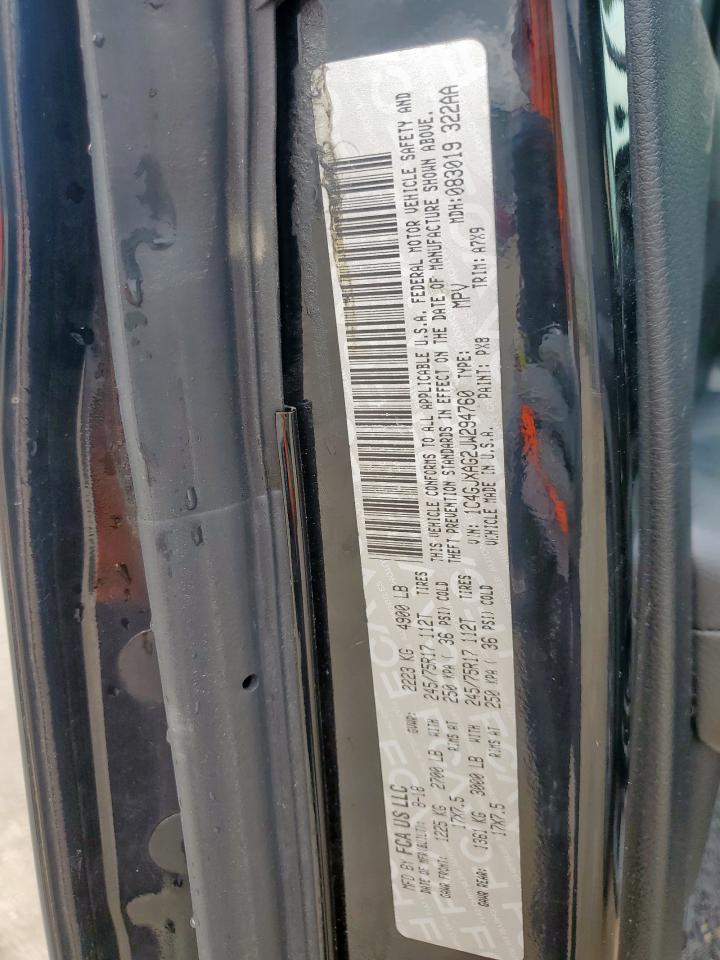 MFD BY FCA US LLC
DATE OF MFR(BLT/LT): 8-18 GVWR: 2223 KG 4900 LB
GAWR FRONT: 1225 KG 2700 LB WITH 245/75R17 112T TIRES
17X7.5 RIMS AT 250 KPA ( 36 PSI) COLD
GAWR REAR: 1361 KG 3000 LB WITH 245/75R17 112T TIRES
17X7.5 RIMS AT 250 KPA ( 36 PSI) COLD
THIS VEHICLE CONFORMS TO ALL APPLICABLE U.S.A. FEDERAL MOTOR VEHICLE SAFETY AND
THEFT PREVENTION STANDARDS IN EFFECT ON THE DATE OF MANUFACTURE SHOWN ABOVE.
VIN: 1C4GJXAG2JW294760 TYPE: MPV MDH:083019 322AA
VEHICLE MADE IN U.S.A. PAINT: PX8 TRIM: A7X9